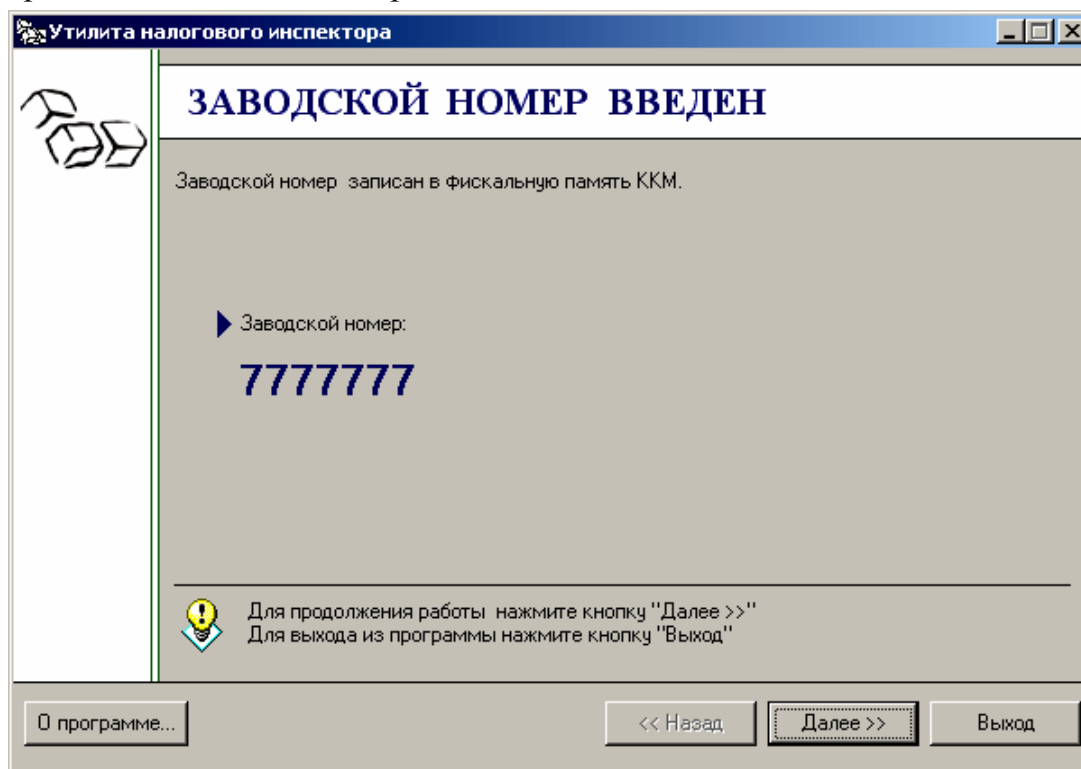 Утилита налогового инспектора
ЗАВОДСКОЙ НОМЕР ВВЕДЕН
Заводской номер записан в фискальную память ККМ.
Заводской номер:
7777777
Для продолжения работы нажмите кнопку "Далее >>"
Для выхода из программы нажмите кнопку "Выход"
О программе...
<< Назад
Далее >>
Выход